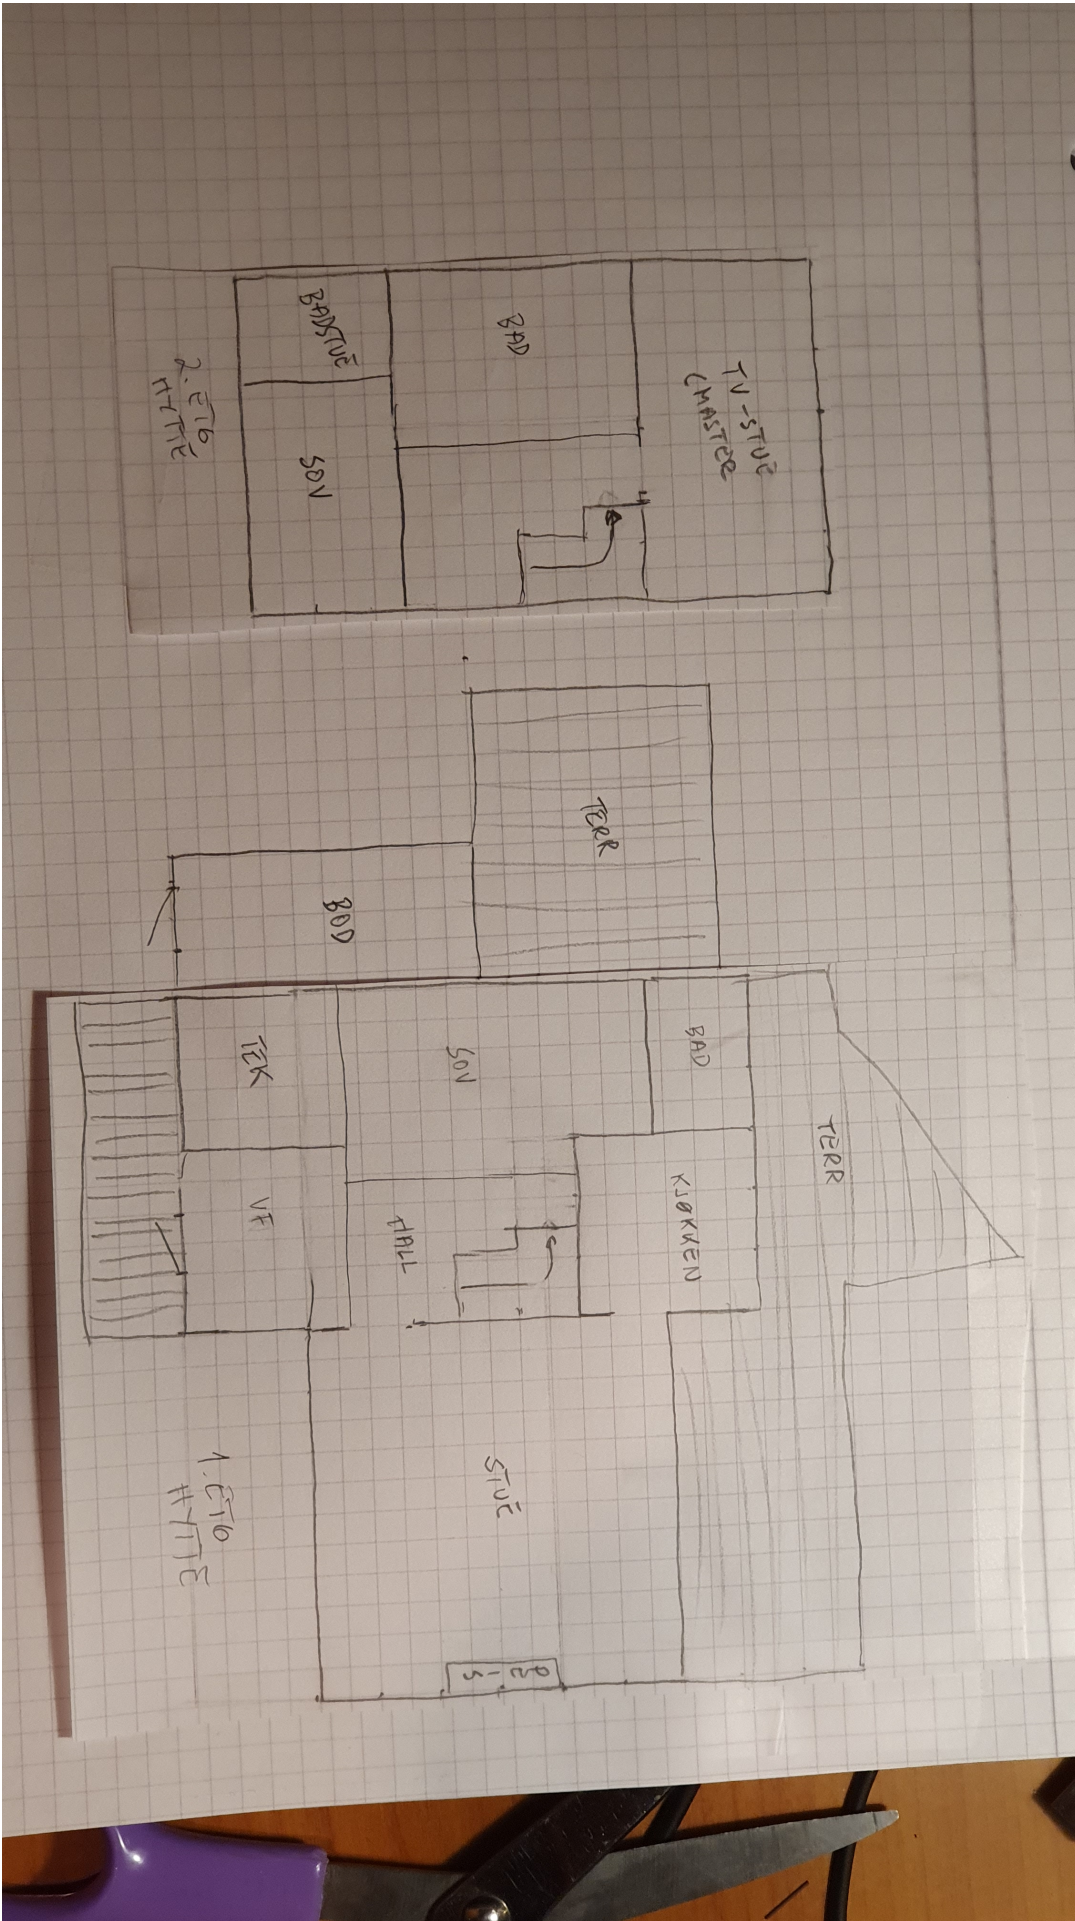 TV-STUE
(MASTER
BAD
BADSTUE
SOV
2. ETG
HYTTE
TERR
BOD
TERR
BAD
KJØKKEN
SOV
TEK
VF
HALL
STUE
PEIS
1. ETG
HYTTE